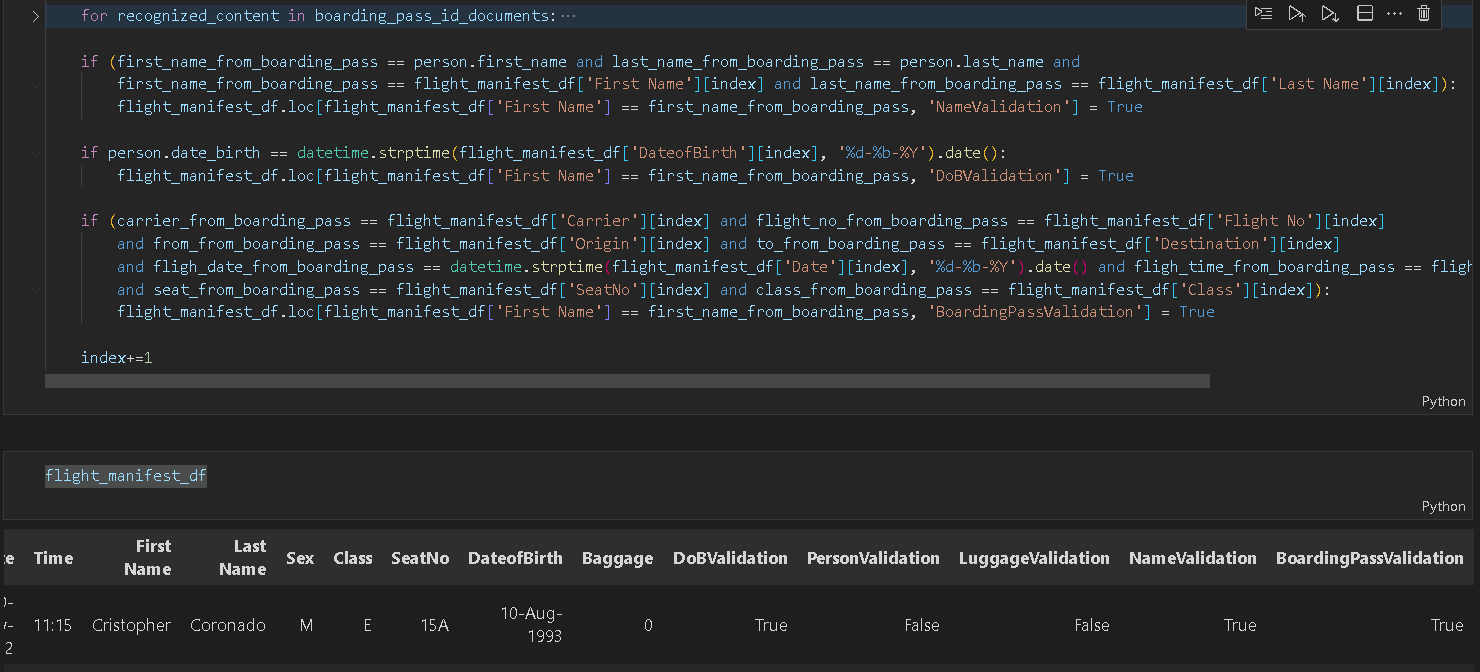 for recognized_content in boarding_pass_id_documents:···
if (first_name_from_boarding_pass == person.first_name and last_name_from_boarding_pass == person.last_name and
first_name_from_boarding_pass == flight_manifest_df['First Name'][index] and last_name_from_boarding_pass == flight_manifest_df['Last Name'][index]):
flight_manifest_df.loc[flight_manifest_df['First Name'] == first_name_from_boarding_pass, 'NameValidation'] = True
if person.date_birth == datetime.strptime(flight_manifest_df['DateofBirth'][index], '%d-%b-%Y').date():
flight_manifest_df.loc[flight_manifest_df['First Name'] == first_name_from_boarding_pass, 'DoBValidation'] = True
if (carrier_from_boarding_pass == flight_manifest_df['Carrier'][index] and flight_no_from_boarding_pass == flight_manifest_df['Flight No'][index]
and from_from_boarding_pass == flight_manifest_df['Origin'][index] and to_from_boarding_pass == flight_manifest_df['Destination'][index]
and fligh_date_from_boarding_pass == datetime.strptime(flight_manifest_df['Date'][index], '%d-%b-%Y').date() and fligh_time_from_boarding_pass == fligh
and seat_from_boarding_pass == flight_manifest_df['SeatNo'][index] and class_from_boarding_pass == flight_manifest_df['Class'][index]):
flight_manifest_df.loc[flight_manifest_df['First Name'] == first_name_from_boarding_pass, 'BoardingPassValidation'] = True
index+=1
Python
flight_manifest_df
Python
Time First Name Last Name Sex Class SeatNo DateofBirth Baggage DoBValidation PersonValidation LuggageValidation NameValidation BoardingPassValidation
11:15 Cristopher Coronado M E 15A 10-Aug-1993 0 True False False True True